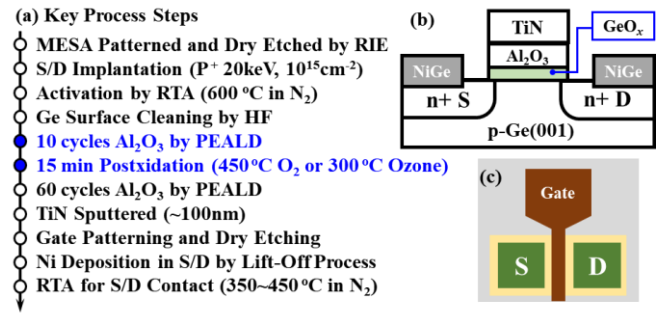 (a) Key Process Steps
MESA Patterned and Dry Etched by RIE
S/D Implantation (P⁺ 20keV, 10¹⁵cm⁻²)
Activation by RTA (600 °C in N₂)
Ge Surface Cleaning by HF
10 cycles Al₂O₃ by PEALD
15 min Postxidation (450°C O₂ or 300°C Ozone)
60 cycles Al₂O₃ by PEALD
TiN Sputtered (~100nm)
Gate Patterning and Dry Etching
Ni Deposition in S/D by Lift-Off Process
RTA for S/D Contact (350~450°C in N₂)
(b)
GeOₓ
TiN
Al₂O₃
NiGe
NiGe
n+ S
n+ D
p-Ge(001)
(c)
Gate
S
D